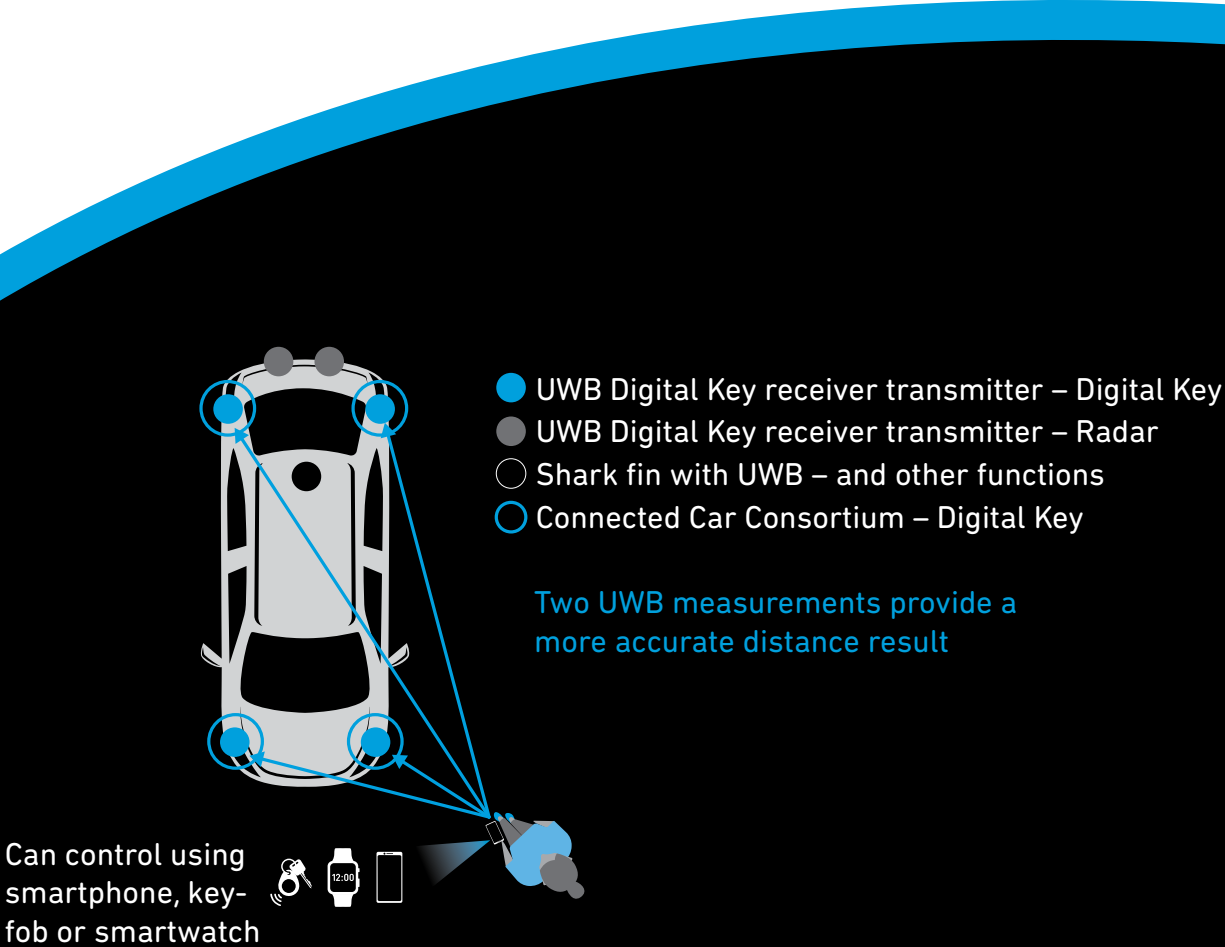 UWB Digital Key receiver transmitter – Digital Key
UWB Digital Key receiver transmitter – Radar
Shark fin with UWB – and other functions
Connected Car Consortium – Digital Key
Two UWB measurements provide a
more accurate distance result
Can control using
smartphone, key-
fob or smartwatch
12:00